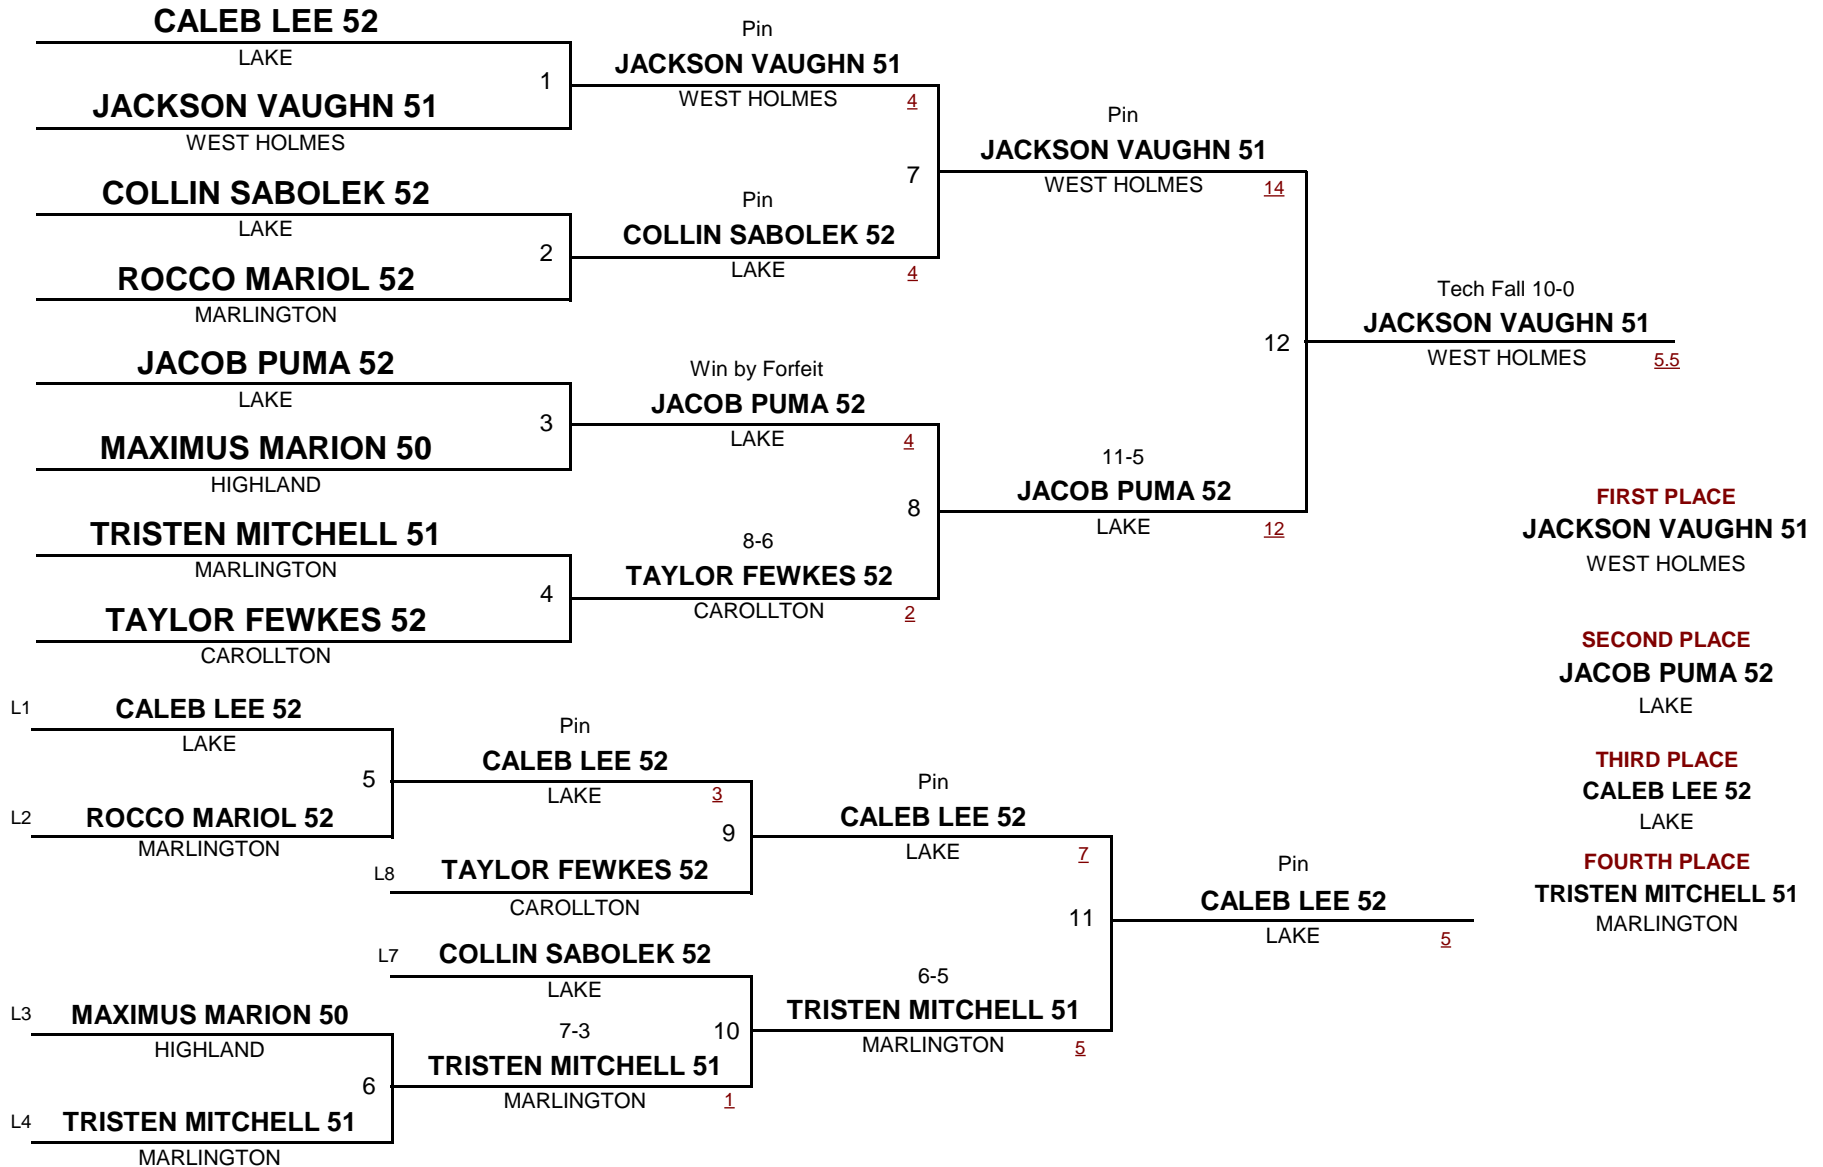 CALEB LEE 52
LAKE
1
JACKSON VAUGHN 51
WEST HOLMES
Pin
JACKSON VAUGHN 51
WEST HOLMES 4
COLLIN SABOLEK 52
LAKE
2
ROCCO MARIOL 52
MARLINGTON
Pin
COLLIN SABOLEK 52
LAKE 4
7
Pin
JACKSON VAUGHN 51
WEST HOLMES 14
JACOB PUMA 52
LAKE
3
MAXIMUS MARION 50
HIGHLAND
Win by Forfeit
JACOB PUMA 52
LAKE 4
TRISTEN MITCHELL 51
MARLINGTON
4
TAYLOR FEWKES 52
CAROLLTON
8-6
TAYLOR FEWKES 52
CAROLLTON 2
8
11-5
JACOB PUMA 52
LAKE 12
12
Tech Fall 10-0
JACKSON VAUGHN 51
WEST HOLMES 5.5
FIRST PLACE
JACKSON VAUGHN 51
WEST HOLMES
SECOND PLACE
JACOB PUMA 52
LAKE
THIRD PLACE
CALEB LEE 52
LAKE
FOURTH PLACE
TRISTEN MITCHELL 51
MARLINGTON
L1 CALEB LEE 52
LAKE
5
L2 ROCCO MARIOL 52
MARLINGTON
Pin
CALEB LEE 52
LAKE 3
9
L8 TAYLOR FEWKES 52
CAROLLTON
Pin
CALEB LEE 52
LAKE 7
L7 COLLIN SABOLEK 52
LAKE
L3 MAXIMUS MARION 50
HIGHLAND
6
L4 TRISTEN MITCHELL 51
MARLINGTON
7-3
10
TRISTEN MITCHELL 51
MARLINGTON 1
6-5
TRISTEN MITCHELL 51
MARLINGTON 5
11
Pin
CALEB LEE 52
LAKE 5